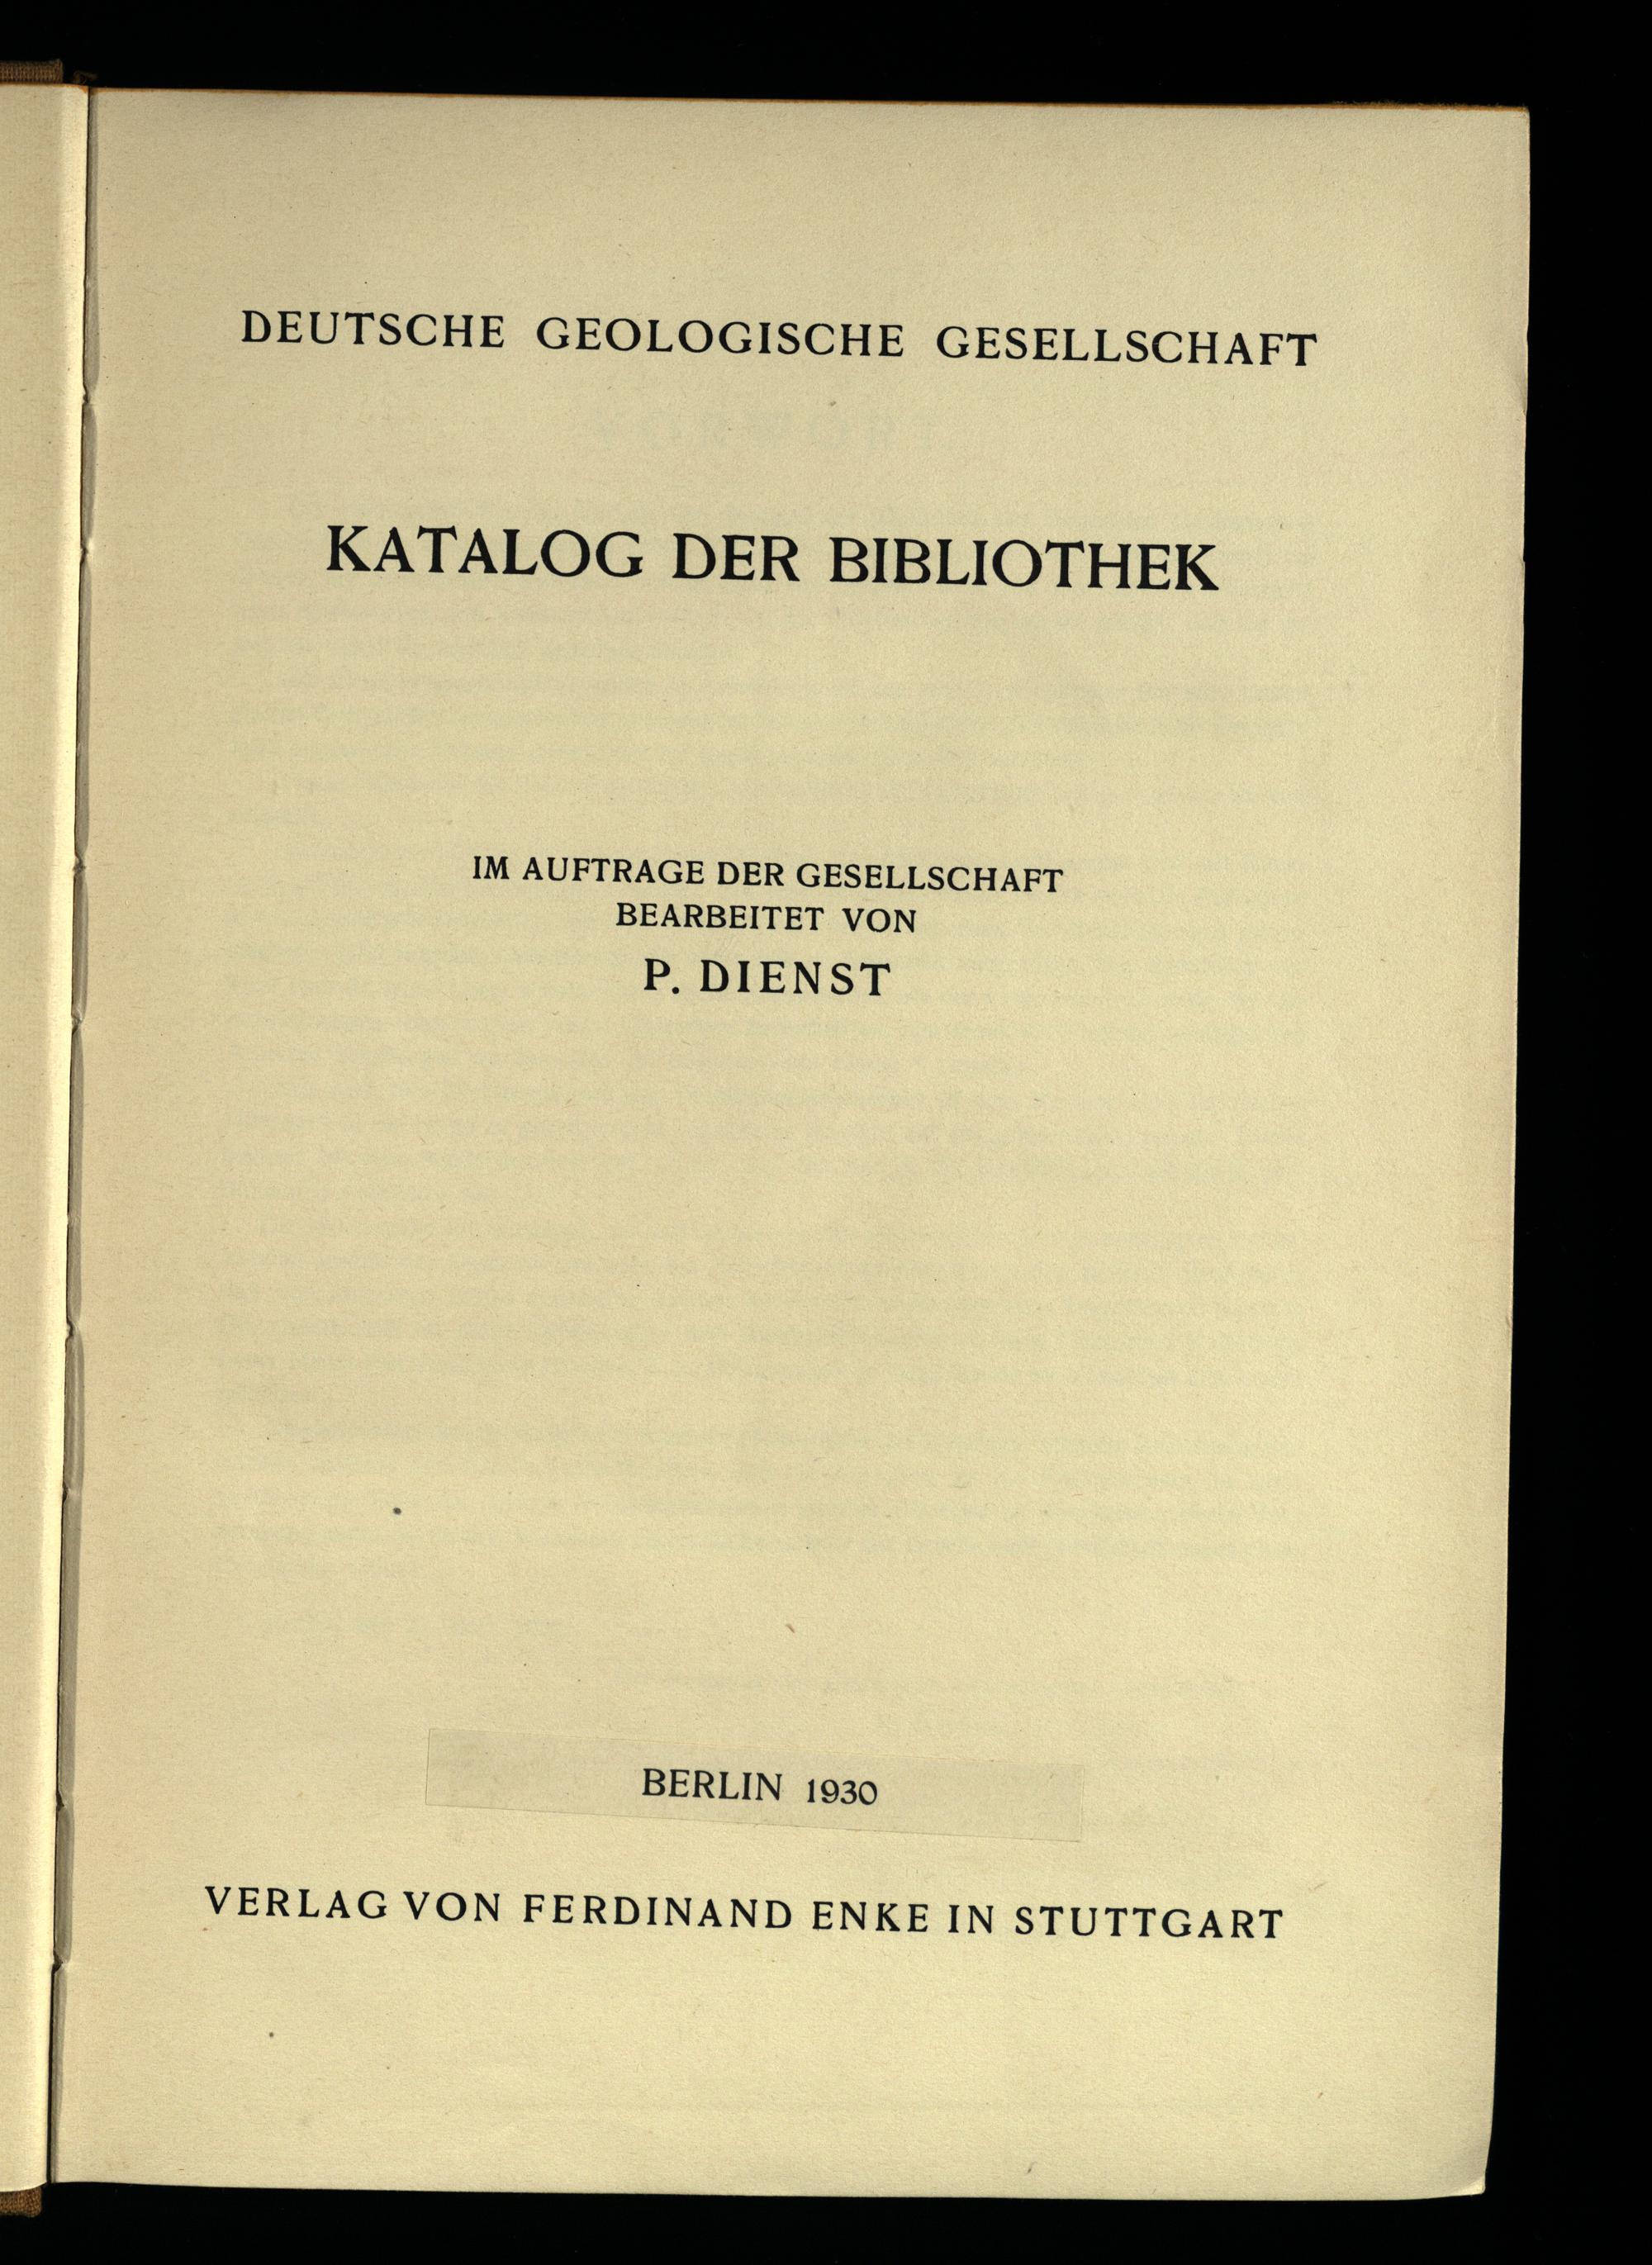 DEUTSCHE GEOLOGISCHE GESELLSCHAFT
KATALOG DER BIBLIOTHEK
IM AUFTRAGE DER GESELLSCHAFT
BEARBEITET VON
P. DIENST
BERLIN 1930
VERLAG VON FERDINAND ENKE IN STUTTGART